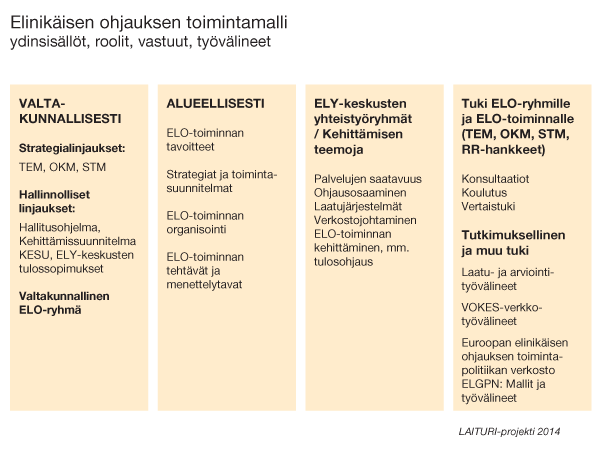 Elinikäisen ohjauksen toimintamalli
ydinsisällöt, roolit, vastuut, työvälineet
VALTA-
KUNNALLISESTI
Strategialinjaukset:
TEM, OKM, STM
Hallinnolliset
linjaukset:
Hallitusohjelma,
Kehittämissuunnitelma
KESU, ELY-keskusten
tulossopimukset
Valtakunnallinen
ELO-ryhmä
ALUEELLISESTI
ELO-toiminnan
tavoitteet
Strategiat ja toiminta-
suunnitelmat
ELO-toiminnan
organisointi
ELO-toiminnan
tehtävät ja
menettelytavat
ELY-keskusten
yhteistyöryhmät
/ Kehittämisen
teemoja
Palvelujen saatavuus
Ohjausosaaminen
Laatujärjestelmät
Verkostojohtaminen
ELO-toiminnan
kehittäminen, mm.
tulosohjaus
Tuki ELO-ryhmille
ja ELO-toiminnalle
(TEM, OKM, STM,
RR-hankkeet)
Konsultaatiot
Koulutus
Vertaistuki
Tutkimuksellinen
ja muu tuki
Laatu- ja arviointi-
työvälineet
VOKES-verkko-
työvälineet
Euroopan elinikäisen
ohjauksen toiminta-
politiikan verkosto
ELGPN: Mallit ja
työvälineet
LAITURI-projekti 2014